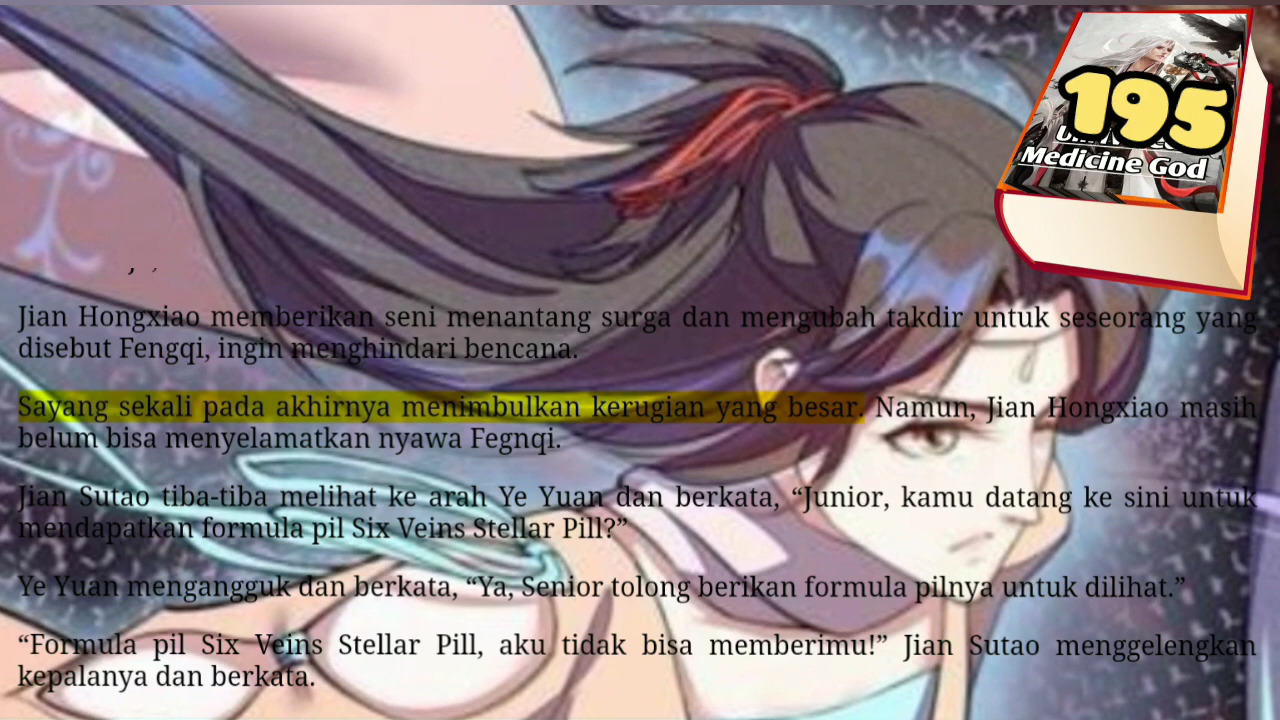 195
Medicine God
Jian Hongxiao memberikan seni menantang surga dan mengubah takdir untuk seseorang yang
disebut Fengqi, ingin menghindari bencana.
Sayang sekali pada akhirnya menimbulkan kerugian yang besar. Namun, Jian Hongxiao masih
belum bisa menyelamatkan nyawa Fegnqi.
Jian Sutao tiba-tiba melihat ke arah Ye Yuan dan berkata, “Junior, kamu datang ke sini untuk
mendapatkan formula pil Six Veins Stellar Pill?”
Ye Yuan mengangguk dan berkata, “Ya, Senior tolong berikan formula pilnya untuk dilihat.”
“Formula pil Six Veins Stellar Pill, aku tidak bisa memberimu!” Jian Sutao menggelengkan
kepalanya dan berkata.